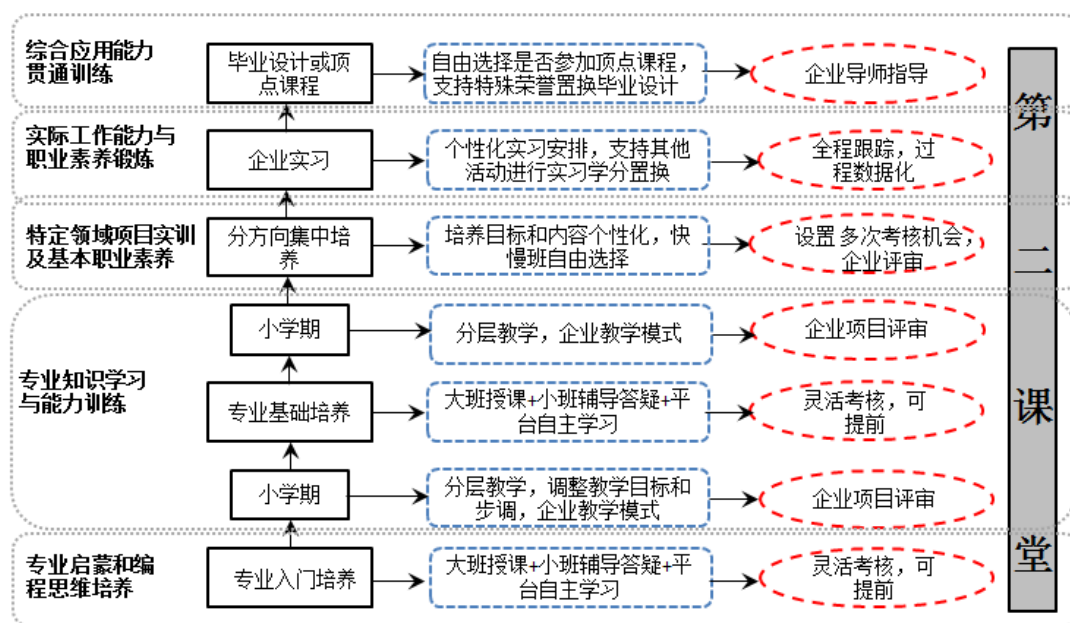 综合应用能力
贯通训练
毕业设计或顶
点课程
自由选择是否参加顶点课程，
支持特殊荣誉置换毕业设计
企业导师指导
实际工作能力与
职业素养锻炼
企业实习
个性化实习安排，支持其他
活动进行实习学分置换
全程跟踪，过
程数据化
特定领域项目实训
及基本职业素养
分方向集中培
养
培养目标和内容个性化，快
慢班自由选择
设置多次考核机会，
企业评审
专业知识学习
与能力训练
小学期
分层教学，企业教学模式
企业项目评审
专业基础培养
大班授课+小班辅导答疑+平
台自主学习
灵活考核，可
提前
小学期
分层教学，调整教学目标和
步调，企业教学模式
企业项目评审
专业启蒙和编
程思维培养
专业入门培养
大班授课+小班辅导答疑+平
台自主学习
灵活考核，可
提前
第
二
课
堂